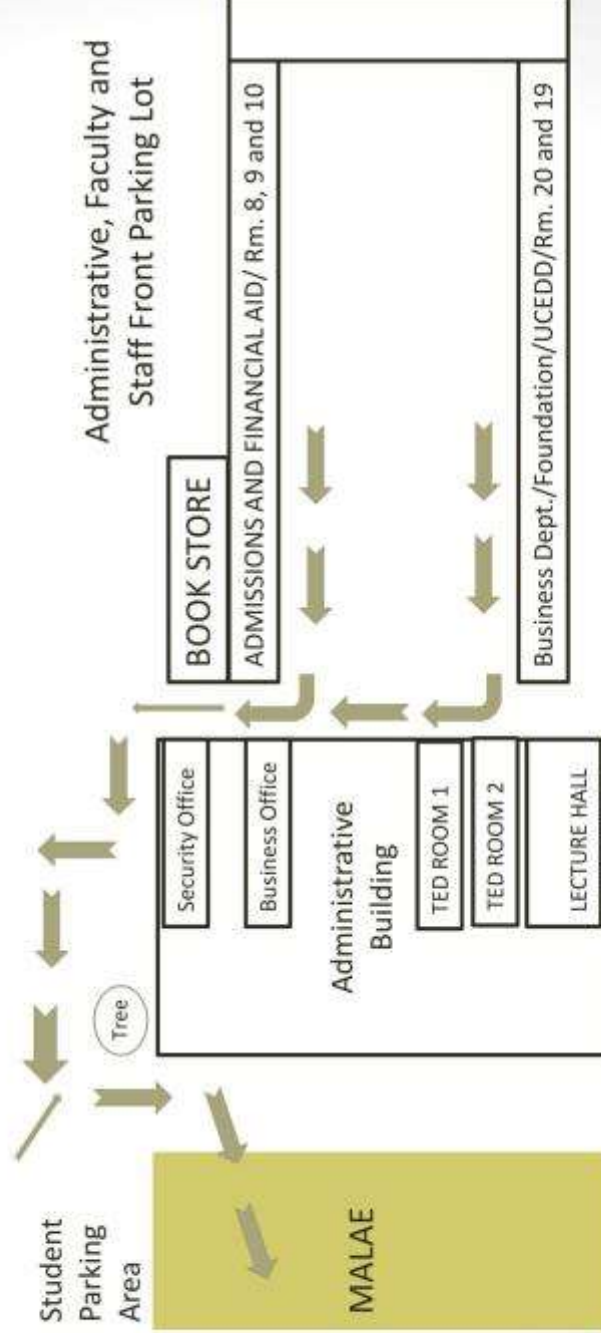 Administrative, Faculty and
Staff Front Parking Lot
BOOK STORE
ADMISSIONS AND FINANCIAL AID/ Rm. 8, 9 and 10
Business Dept./Foundation/UCEDD/Rm. 20 and 19
Security Office
Business Office
Administrative
Building
TED ROOM 1
TED ROOM 2
LECTURE HALL
Tree
Student
Parking
Area
MALAE